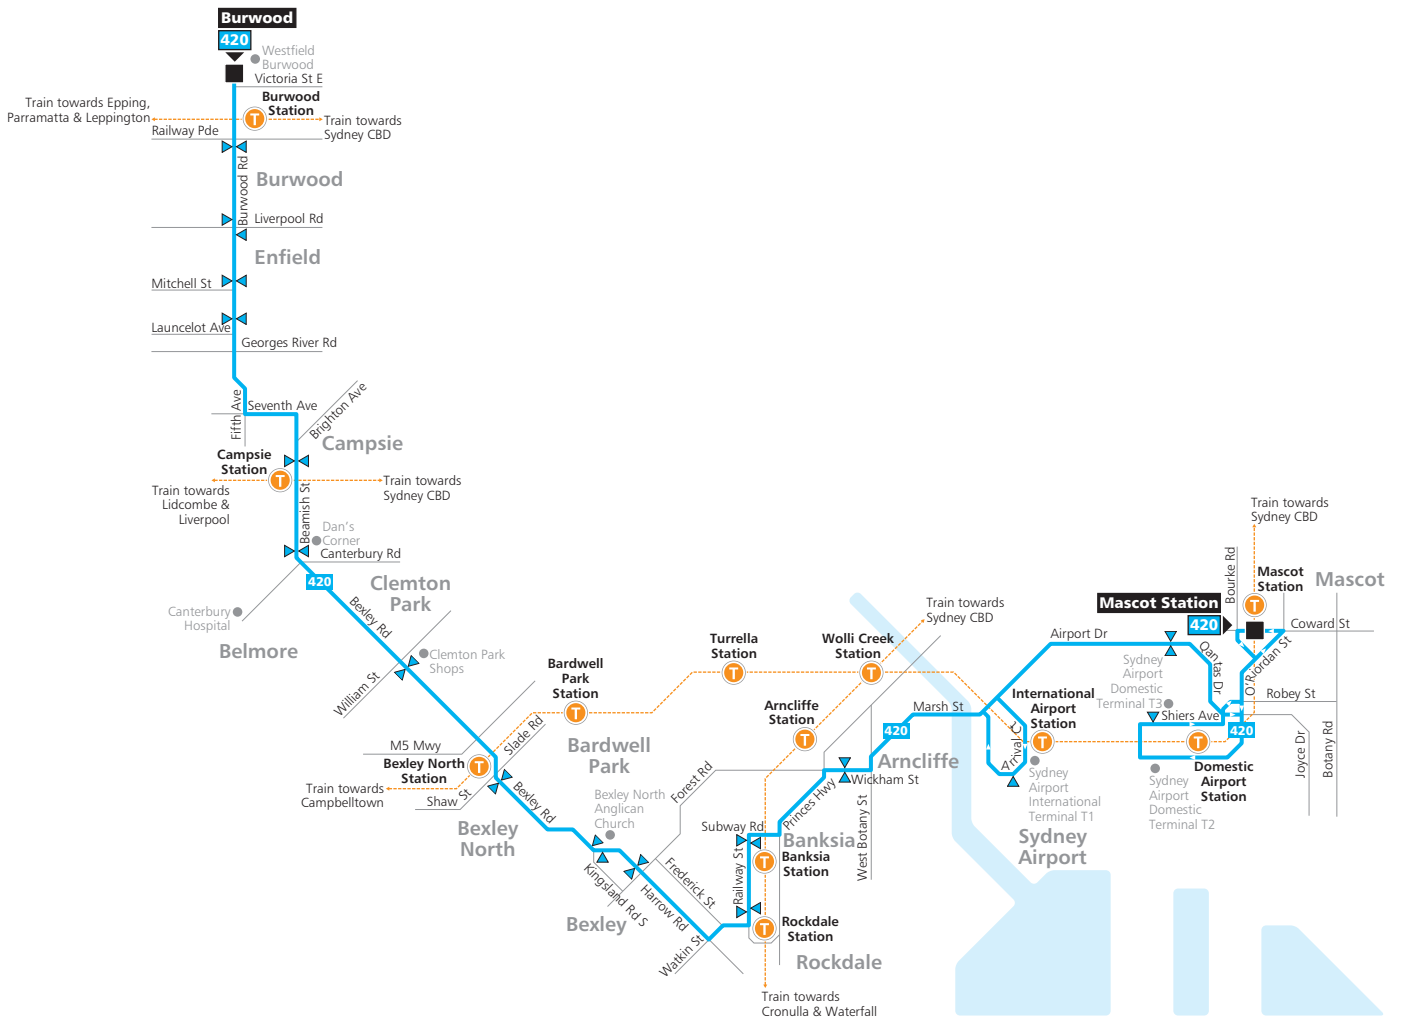 Burwood
420
Westfield
Burwood
Victoria St E
Burwood
Station
Train towards Epping,
Parramatta & Leppington
T
Train towards
Sydney CBD
Railway Pde
Burwood Rd
Burwood
Liverpool Rd
Enfield
Mitchell St
Launcelot Ave
Georges River Rd
Fifth Ave
Seventh Ave
Brighton Ave
Campsie
Campsie
Station
T
Train towards
Sydney CBD
Train towards
Lidcombe &
Liverpool
Beamish St
Dan's
Corner
Canterbury Rd
420
Clemton
Park
Canterbury
Hospital
Belmore
Bexley Rd
Clemton Park
Shops
William St
Bardwell
Park
Station
T
Slade Rd
Bardwell
Park
M5 Mwy
Bexley North
Station
T
Train towards
Campbelltown
Shaw St
Bexley Rd
Bexley
North
Bexley North
Anglican
Church
Kingsland Rd S
Bexley
Forest Rd
Frederick St
Harrow Rd
Watkin St
Turrella
Station
T
Wolli Creek
Station
T
Train towards
Sydney CBD
Arncliffe
Station
T
Marsh St
420
Arncliffe
Wickham St
West Botany St
Princes Hwy
Subway Rd
Banksia
Banksia
Station
T
Railway St
Rockdale
Station
T
Rockdale
Train towards
Cronulla & Waterfall
Airport Dr
International
Airport
Station
T
Arrival Ct
Sydney
Airport
International
Terminal T1
Sydney
Airport
Train towards
Sydney CBD
Bourke Rd
Mascot
Station
T
Mascot
Mascot Station
420
Coward St
Qantas Dr
O'Riordan St
Sydney
Airport
Domestic
Terminal T3
Robey St
Shiers Ave
420
T
Domestic
Airport
Station
Sydney
Airport
Domestic
Terminal T2
Joyce Dr
Botany Rd